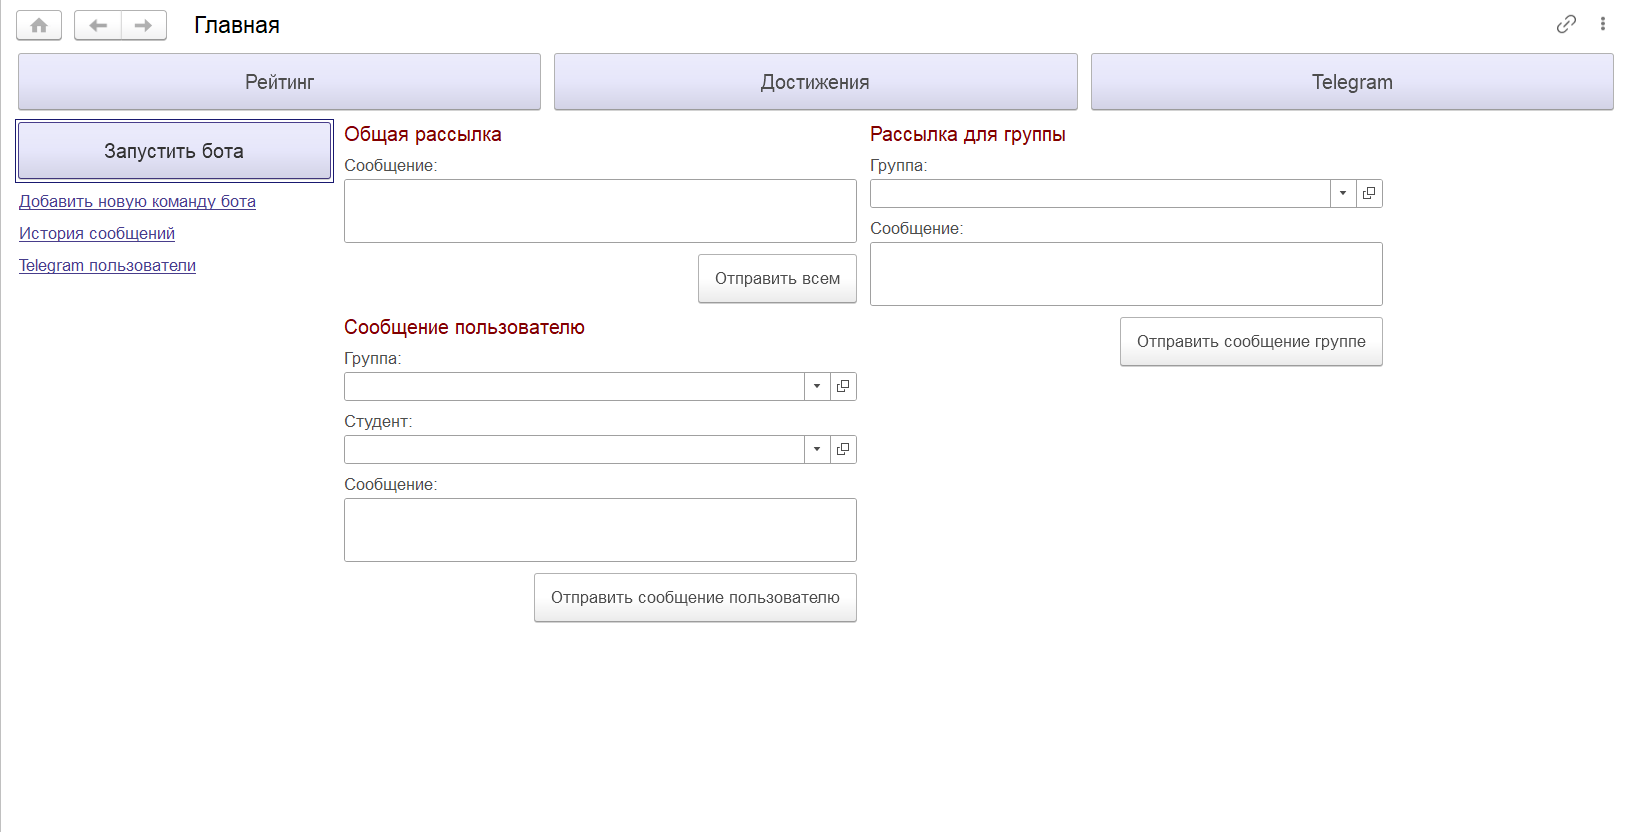 Главная
Рейтинг
Достижения
Telegram
Запустить бота
Добавить новую команду бота
История сообщений
Telegram пользователи
Общая рассылка
Сообщение:
Отправить всем
Сообщение пользователю
Группа:
Студент:
Сообщение:
Отправить сообщение пользователю
Рассылка для группы
Группа:
Сообщение:
Отправить сообщение группе